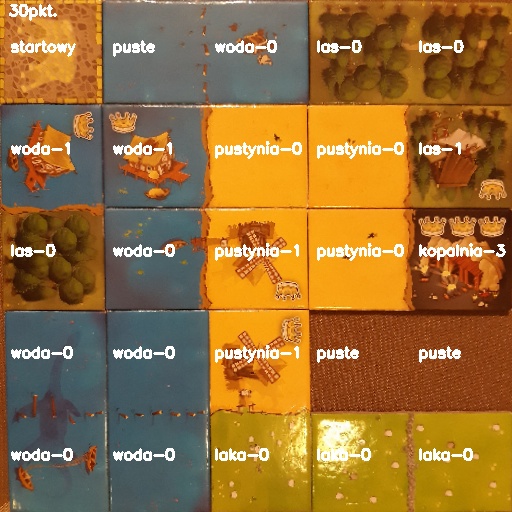 30pkt.
startowy puste woda-0 las-0 las-0
woda-1 woda-1 pustynia-0 pustynia-0 las-1
las-0 woda-0 pustynia-1 pustynia-0 kopalnia-3
woda-0 woda-0 pustynia-1 puste puste
woda-0 woda-0 laka-0 laka-0 laka-0